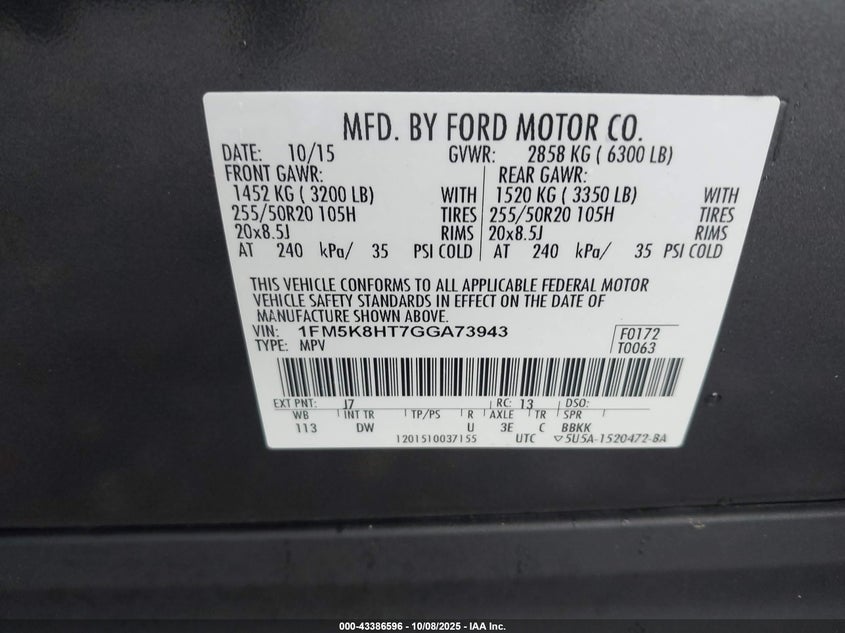 MFD. BY FORD MOTOR CO.
DATE: 10/15 GVWR: 2858 KG ( 6300 LB)
FRONT GAWR: REAR GAWR:
1452 KG ( 3200 LB) WITH 1520 KG ( 3350 LB) WITH
255/50R20 105H TIRES 255/50R20 105H TIRES
20x8.5J RIMS 20x8.5J RIMS
AT 240 kPa/ 35 PSI COLD AT 240 kPa/ 35 PSI COLD
THIS VEHICLE CONFORMS TO ALL APPLICABLE FEDERAL MOTOR
VEHICLE SAFETY STANDARDS IN EFFECT ON THE DATE OF
MANUFACTURE SHOWN ABOVE.
VIN: 1FM5K8HT7GGA73943 F0172
TYPE: MPV T0063
EXT PNT: J7 RC: 13 DSO:
WB INT TR TP/PS R AXLE TR SPR
113 DW U 3E C BBKK
1201510037155 UTC ▽5U5A-1520472-BA
000-43386596 - 10/08/2025 - IAA Inc.